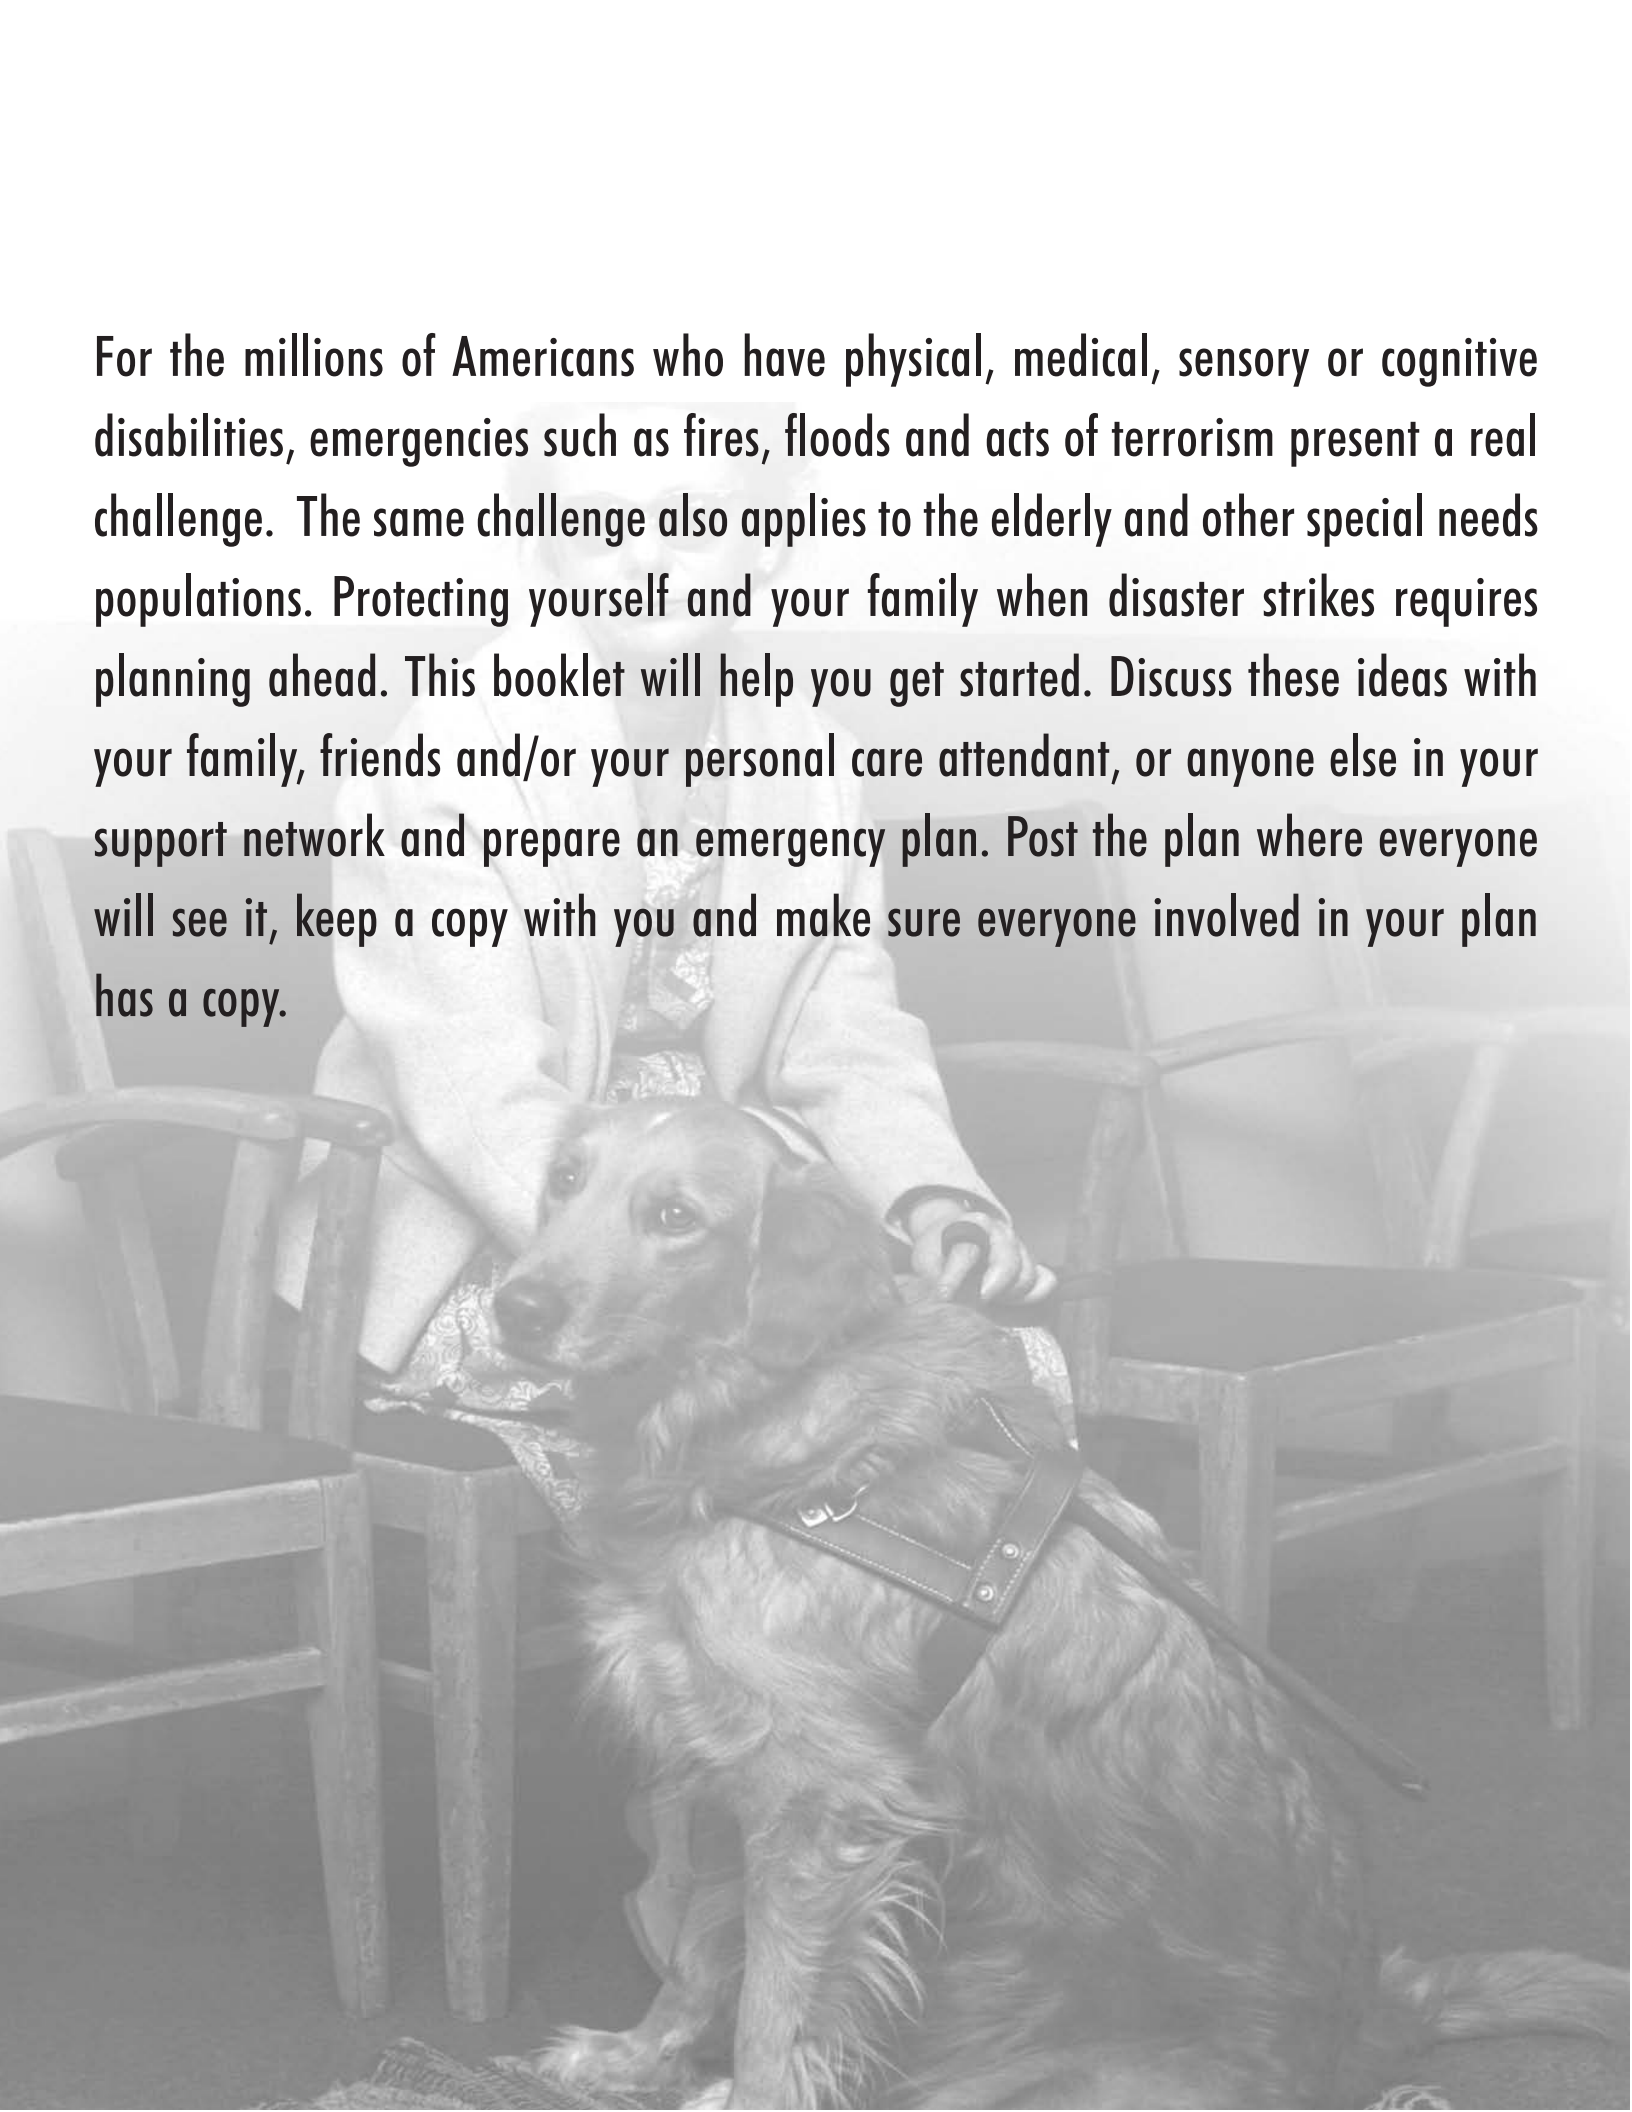 For the millions of Americans who have physical, medical, sensory or cognitive
disabilities, emergencies such as fires, floods and acts of terrorism present a real
challenge.  The same challenge also applies to the elderly and other special needs
populations. Protecting yourself and your family when disaster strikes requires
planning ahead. This booklet will help you get started. Discuss these ideas with
your family, friends and/or your personal care attendant, or anyone else in your
support network and prepare an emergency plan. Post the plan where everyone
will see it, keep a copy with you and make sure everyone involved in your plan
has a copy.